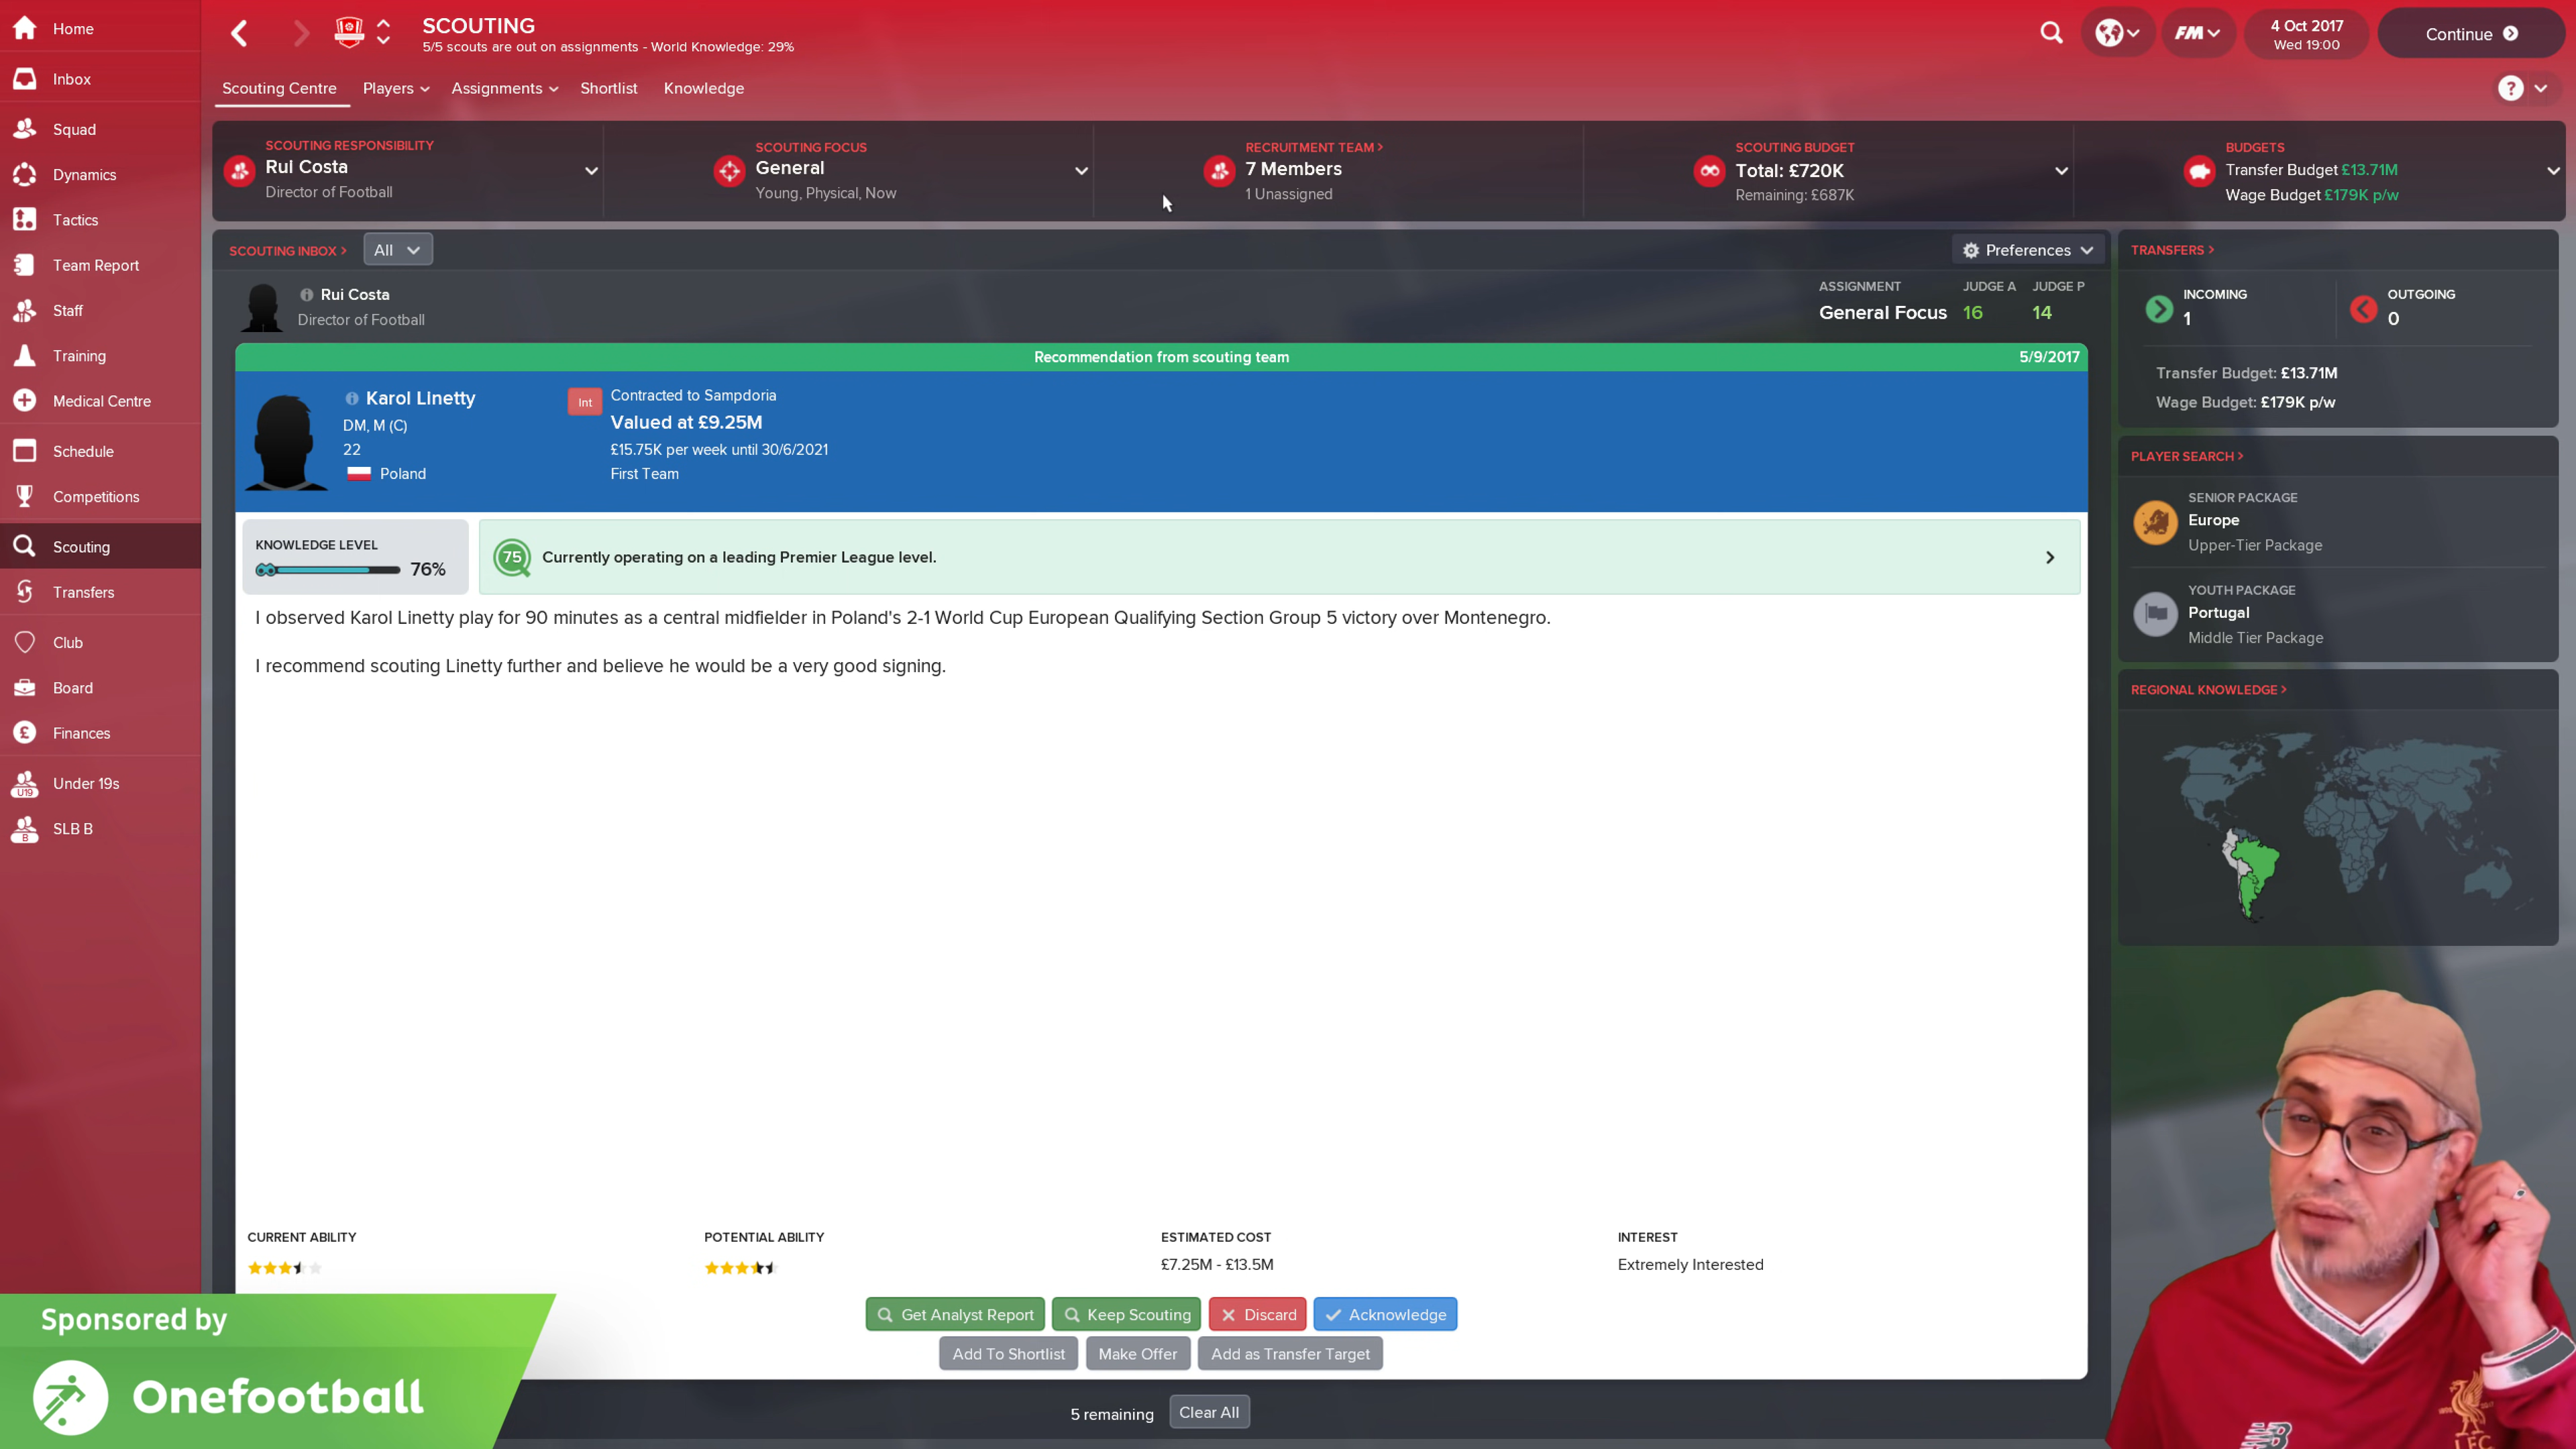 Home
Inbox
Squad
Dynamics
Tactics
Team Report
Staff
Training
Medical Centre
Schedule
Competitions
Scouting
Transfers
Club
Board
Finances
U19
Under 19s
B
SLB B
SCOUTING
5/5 scouts are out on assignments - World Knowledge: 29%
FM
4 Oct 2017
Wed 19:00
Continue
Scouting Centre
Players
Assignments
Shortlist
Knowledge
?
SCOUTING RESPONSIBILITY
Rui Costa
Director of Football
SCOUTING FOCUS
General
Young, Physical, Now
RECRUITMENT TEAM >
7 Members
1 Unassigned
SCOUTING BUDGET
Total: £720K
Remaining: £687K
BUDGETS
Transfer Budget £13.71M
Wage Budget £179K p/w
SCOUTING INBOX >
All
Preferences
Rui Costa
Director of Football
ASSIGNMENT
General Focus
JUDGE A
16
JUDGE P
14
Recommendation from scouting team
5/9/2017
Karol Linetty
DM, M (C)
22
Poland
Int
Contracted to Sampdoria
Valued at £9.25M
£15.75K per week until 30/6/2021
First Team
KNOWLEDGE LEVEL
76%
75
Currently operating on a leading Premier League level.
I observed Karol Linetty play for 90 minutes as a central midfielder in Poland's 2-1 World Cup European Qualifying Section Group 5 victory over Montenegro.
I recommend scouting Linetty further and believe he would be a very good signing.
CURRENT ABILITY
POTENTIAL ABILITY
ESTIMATED COST
£7.25M - £13.5M
INTEREST
Extremely Interested
Get Analyst Report
Keep Scouting
Discard
Acknowledge
Add To Shortlist
Make Offer
Add as Transfer Target
5 remaining
Clear All
TRANSFERS >
INCOMING
1
OUTGOING
0
Transfer Budget: £13.71M
Wage Budget: £179K p/w
PLAYER SEARCH >
SENIOR PACKAGE
Europe
Upper-Tier Package
YOUTH PACKAGE
Portugal
Middle Tier Package
REGIONAL KNOWLEDGE >
Sponsored by
Onefootball
LFC